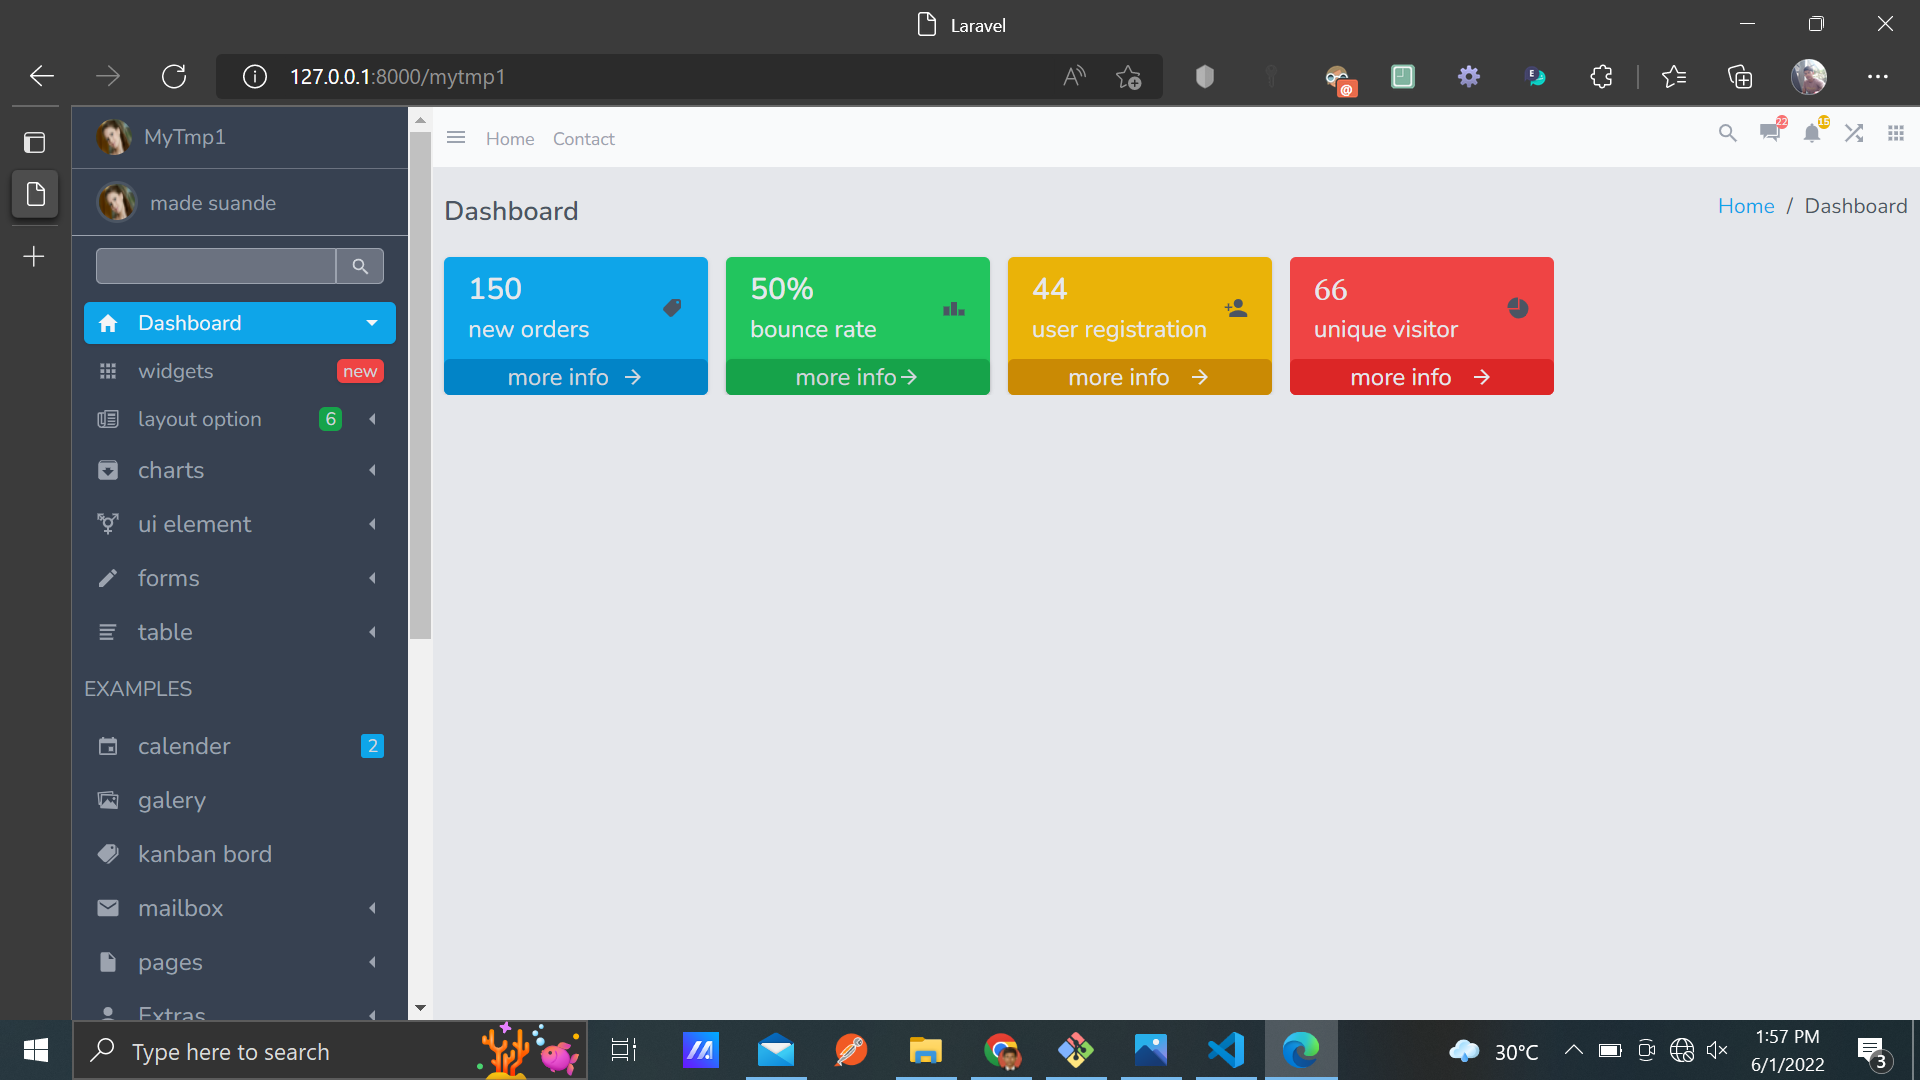 Laravel
127.0.0.1:8000/mytmp1
MyTmp1
made suande
Dashboard
widgets new
layout option 6
charts
ui element
forms
table
EXAMPLES
calender 2
galery
kanban bord
mailbox
pages
Extras
Home Contact
22
15
Dashboard
Home / Dashboard
150
new orders
more info
50%
bounce rate
more info
44
user registration
more info
66
unique visitor
more info
Type here to search
30°C
1:57 PM
6/1/2022
3